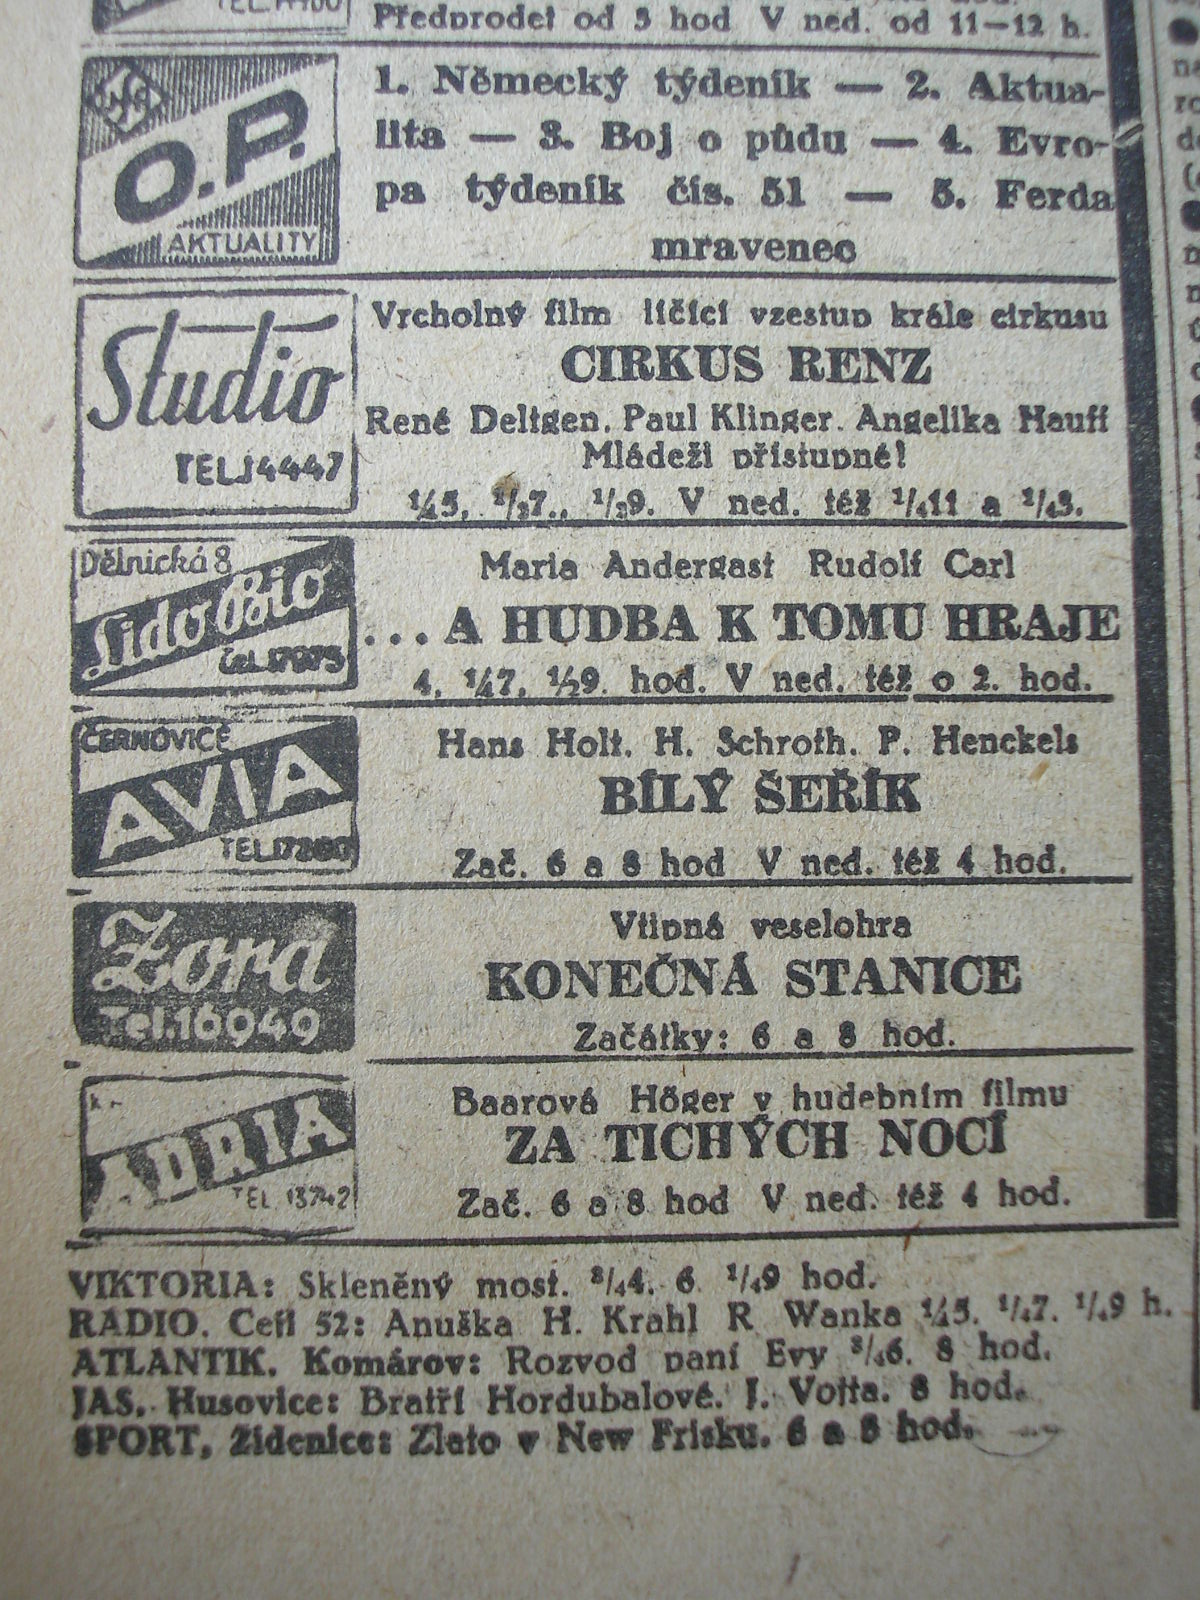 Předprodej od 3 hod V ned. od 11—12 h.
O.P.
AKTUALITY
1. Německý týdeník — 2. Aktua-
lita — 3. Boj o půdu — 4. Evro-
pa týdeník čís. 51 — 5. Ferda
mravenec
Studio
TEL.14447
Vrcholný film líčící vzestup krále cirkusu
CIRKUS RENZ
René Deltgen. Paul Klinger. Angelika Hauff
Mládeži přístupné!
¼5, ½7., ½9. V ned. též ¼11 a ¼3.
Dělnická 8
Lido Bio
Maria Andergast Rudolf Carl
... A HUDBA K TOMU HRAJE
4, ¼7, ½9. hod. V ned. též o 2. hod.
ČERNOVICE
AVIA
Hans Holt. H. Schroth. P. Henckels
BÍLÝ ŠEŘÍK
Zač. 6 a 8 hod V ned. též 4 hod.
Zora
Tel.16949
Vtipná veselohra
KONEČNÁ STANICE
Začátky: 6 a 8 hod.
ADRIA
TEL 13742
Baarová Höger v hudebním filmu
ZA TICHÝCH NOCÍ
Zač. 6 a 8 hod V ned. též 4 hod.
VIKTORIA: Skleněný most. ¾4. 6 ¼9 hod.
RADIO. Cejl 52: Anuška H. Krahl R Wanka ¼5. ¼7. ¼9 h.
ATLANTIK. Komárov: Rozvod paní Evy ¾6. 8 hod.
JAS. Husovice: Bratři Hordubalové. J. Vojta. 8 hod.
SPORT, Židenice: Zlato v New Frisku. 6 a 8 hod.